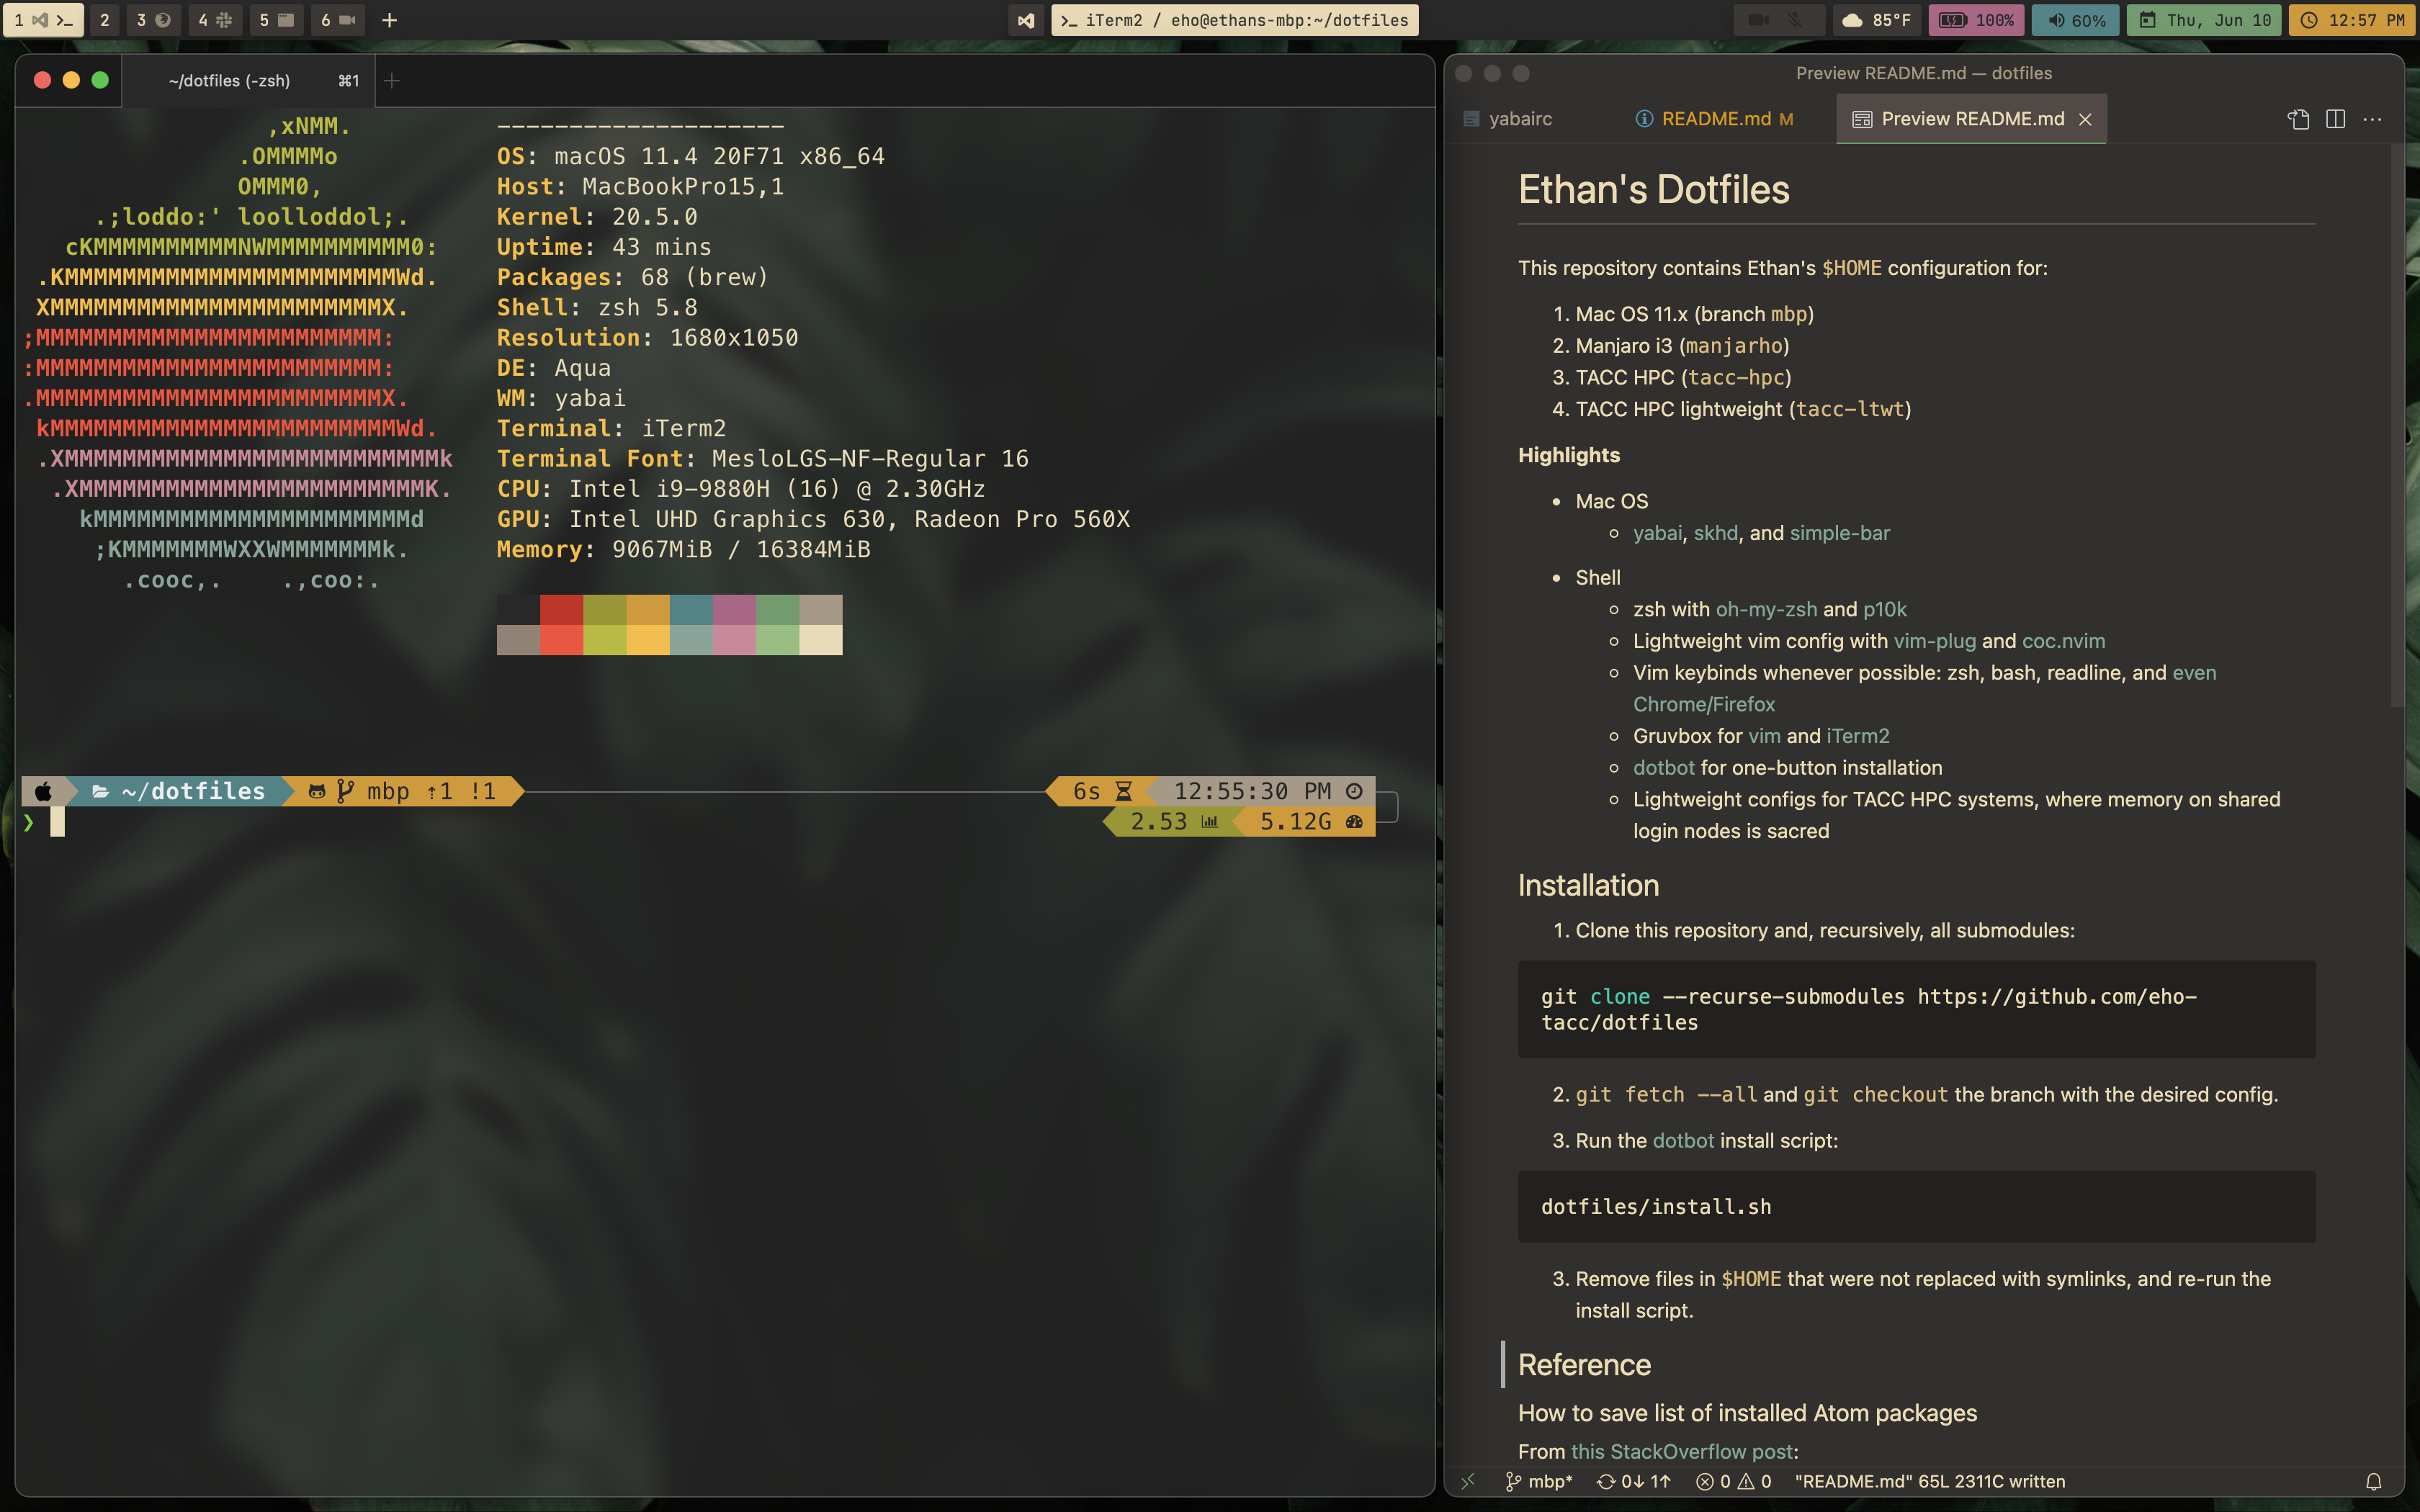 1
2
3
4
5
6
+
>_ iTerm2 / eho@ethans-mbp:~/dotfiles
85°F
100%
60%
Thu, Jun 10
12:57 PM
~/dotfiles (-zsh) ⌘1
,xNMM.
.OMMMMo
OMMM0,
.;loddo:' loolloddol;.
cKMMMMMMMMMMNWMMMMMMMMMM0:
.KMMMMMMMMMMMMMMMMMMMMMMMWd.
XMMMMMMMMMMMMMMMMMMMMMMMX.
;MMMMMMMMMMMMMMMMMMMMMMMM:
:MMMMMMMMMMMMMMMMMMMMMMMM:
.MMMMMMMMMMMMMMMMMMMMMMMMX.
kMMMMMMMMMMMMMMMMMMMMMMMMWd.
.XMMMMMMMMMMMMMMMMMMMMMMMMMMk
.XMMMMMMMMMMMMMMMMMMMMMMMMK.
kMMMMMMMMMMMMMMMMMMMMMMd
;KMMMMMMMWXXWMMMMMMMk.
.cooc,. .,coo:.
--------------------
OS: macOS 11.4 20F71 x86_64
Host: MacBookPro15,1
Kernel: 20.5.0
Uptime: 43 mins
Packages: 68 (brew)
Shell: zsh 5.8
Resolution: 1680x1050
DE: Aqua
WM: yabai
Terminal: iTerm2
Terminal Font: MesloLGS-NF-Regular 16
CPU: Intel i9-9880H (16) @ 2.30GHz
GPU: Intel UHD Graphics 630, Radeon Pro 560X
Memory: 9067MiB / 16384MiB
~/dotfiles mbp ⇡1 !1
6s 12:55:30 PM
❯
2.53 5.12G
Preview README.md — dotfiles
yabairc
README.md M
Preview README.md
Ethan's Dotfiles
This repository contains Ethan's $HOME configuration for:
1. Mac OS 11.x (branch mbp)
2. Manjaro i3 (manjarho)
3. TACC HPC (tacc-hpc)
4. TACC HPC lightweight (tacc-ltwt)
Highlights
• Mac OS
◦ yabai, skhd, and simple-bar
• Shell
◦ zsh with oh-my-zsh and p10k
◦ Lightweight vim config with vim-plug and coc.nvim
◦ Vim keybinds whenever possible: zsh, bash, readline, and even
Chrome/Firefox
◦ Gruvbox for vim and iTerm2
◦ dotbot for one-button installation
◦ Lightweight configs for TACC HPC systems, where memory on shared
login nodes is sacred
Installation
1. Clone this repository and, recursively, all submodules:
git clone --recurse-submodules https://github.com/eho-
tacc/dotfiles
2. git fetch --all and git checkout the branch with the desired config.
3. Run the dotbot install script:
dotfiles/install.sh
3. Remove files in $HOME that were not replaced with symlinks, and re-run the
install script.
Reference
How to save list of installed Atom packages
From this StackOverflow post:
mbp* 0↓ 1↑ 0 0 "README.md" 65L 2311C written